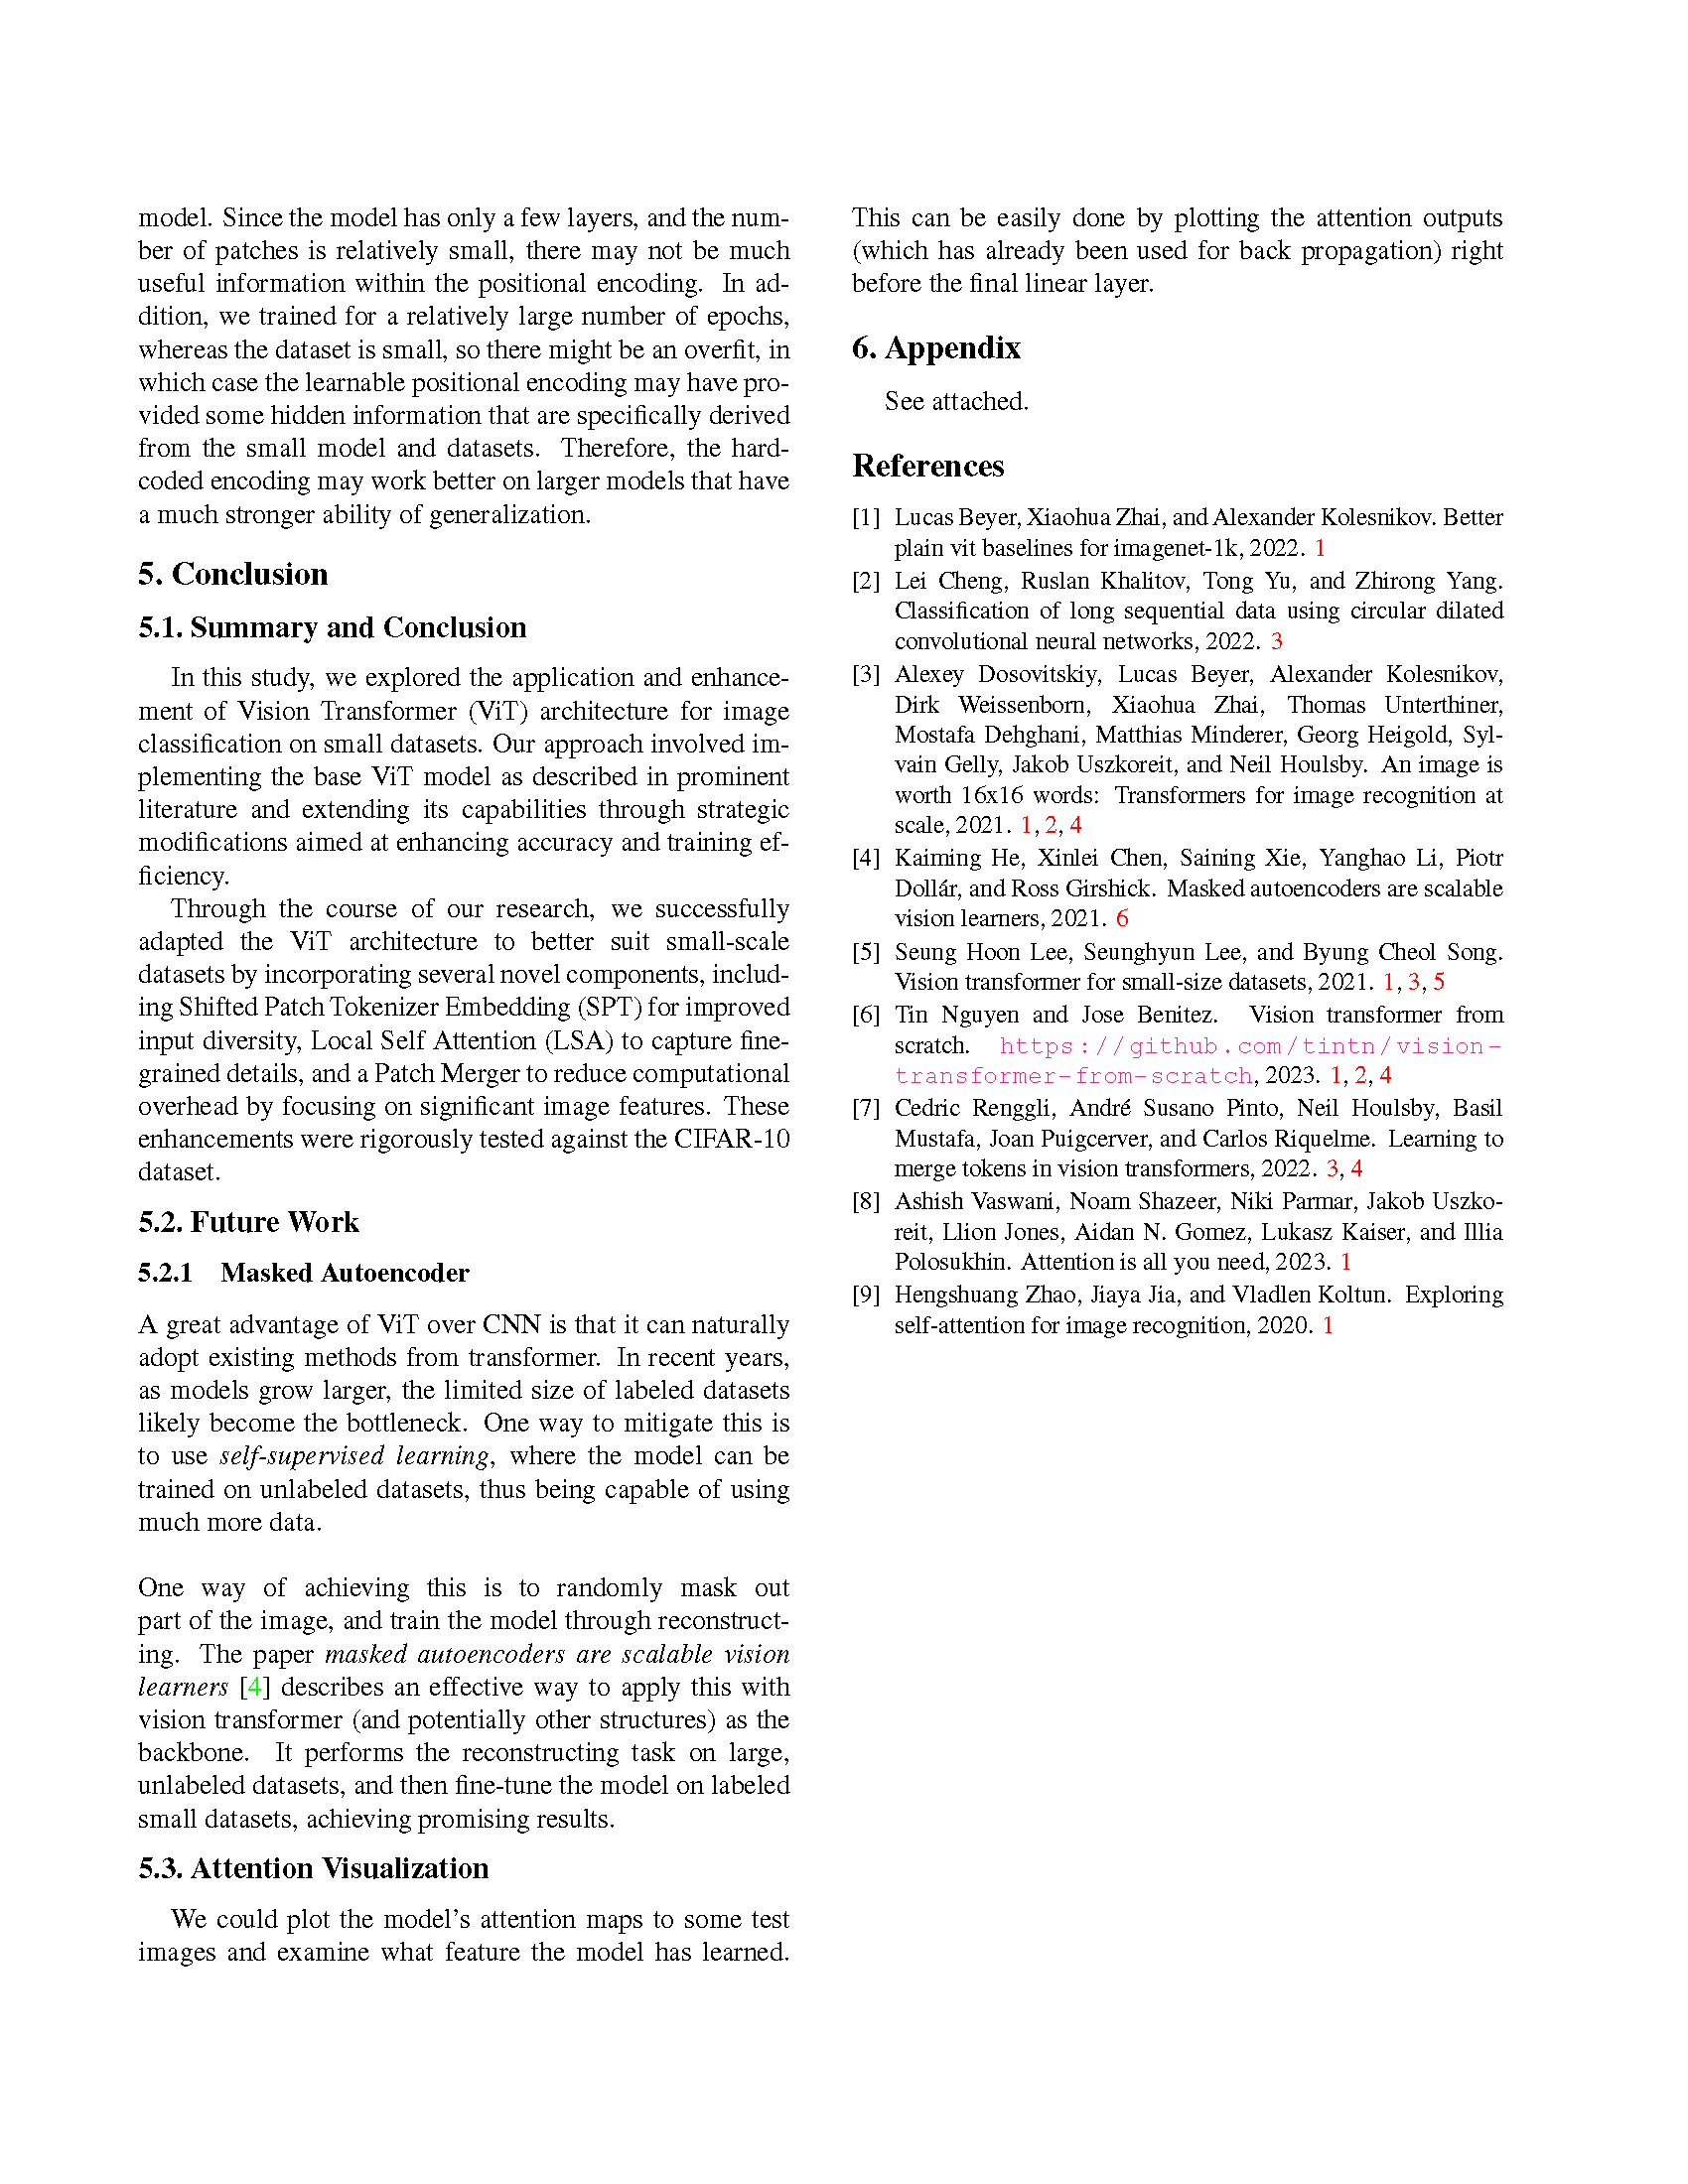 model. Since the model has only a few layers, and the num-
ber of patches is relatively small, there may not be much
useful information within the positional encoding. In ad-
dition, we trained for a relatively large number of epochs,
whereas the dataset is small, so there might be an overfit, in
which case the learnable positional encoding may have pro-
vided some hidden information that are specifically derived
from the small model and datasets. Therefore, the hard-
coded encoding may work better on larger models that have
a much stronger ability of generalization.
5. Conclusion
5.1. Summary and Conclusion
In this study, we explored the application and enhance-
ment of Vision Transformer (ViT) architecture for image
classification on small datasets. Our approach involved im-
plementing the base ViT model as described in prominent
literature and extending its capabilities through strategic
modifications aimed at enhancing accuracy and training ef-
ficiency.
Through the course of our research, we successfully
adapted the ViT architecture to better suit small-scale
datasets by incorporating several novel components, includ-
ing Shifted Patch Tokenizer Embedding (SPT) for improved
input diversity, Local Self Attention (LSA) to capture fine-
grained details, and a Patch Merger to reduce computational
overhead by focusing on significant image features. These
enhancements were rigorously tested against the CIFAR-10
dataset.
5.2. Future Work
5.2.1 Masked Autoencoder
A great advantage of ViT over CNN is that it can naturally
adopt existing methods from transformer. In recent years,
as models grow larger, the limited size of labeled datasets
likely become the bottleneck. One way to mitigate this is
to use self-supervised learning, where the model can be
trained on unlabeled datasets, thus being capable of using
much more data.
One way of achieving this is to randomly mask out
part of the image, and train the model through reconstruct-
ing. The paper masked autoencoders are scalable vision
learners [4] describes an effective way to apply this with
vision transformer (and potentially other structures) as the
backbone. It performs the reconstructing task on large,
unlabeled datasets, and then fine-tune the model on labeled
small datasets, achieving promising results.
5.3. Attention Visualization
We could plot the model's attention maps to some test
images and examine what feature the model has learned.
This can be easily done by plotting the attention outputs
(which has already been used for back propagation) right
before the final linear layer.
6. Appendix
See attached.
References
[1] Lucas Beyer, Xiaohua Zhai, and Alexander Kolesnikov. Better
plain vit baselines for imagenet-1k, 2022. 1
[2] Lei Cheng, Ruslan Khalitov, Tong Yu, and Zhirong Yang.
Classification of long sequential data using circular dilated
convolutional neural networks, 2022. 3
[3] Alexey Dosovitskiy, Lucas Beyer, Alexander Kolesnikov,
Dirk Weissenborn, Xiaohua Zhai, Thomas Unterthiner,
Mostafa Dehghani, Matthias Minderer, Georg Heigold, Syl-
vain Gelly, Jakob Uszkoreit, and Neil Houlsby. An image is
worth 16x16 words: Transformers for image recognition at
scale, 2021. 1, 2, 4
[4] Kaiming He, Xinlei Chen, Saining Xie, Yanghao Li, Piotr
Dollár, and Ross Girshick. Masked autoencoders are scalable
vision learners, 2021. 6
[5] Seung Hoon Lee, Seunghyun Lee, and Byung Cheol Song.
Vision transformer for small-size datasets, 2021. 1, 3, 5
[6] Tin Nguyen and Jose Benitez. Vision transformer from
scratch. https://github.com/tintn/vision-
transformer-from-scratch, 2023. 1, 2, 4
[7] Cedric Renggli, André Susano Pinto, Neil Houlsby, Basil
Mustafa, Joan Puigcerver, and Carlos Riquelme. Learning to
merge tokens in vision transformers, 2022. 3, 4
[8] Ashish Vaswani, Noam Shazeer, Niki Parmar, Jakob Uszko-
reit, Llion Jones, Aidan N. Gomez, Lukasz Kaiser, and Illia
Polosukhin. Attention is all you need, 2023. 1
[9] Hengshuang Zhao, Jiaya Jia, and Vladlen Koltun. Exploring
self-attention for image recognition, 2020. 1